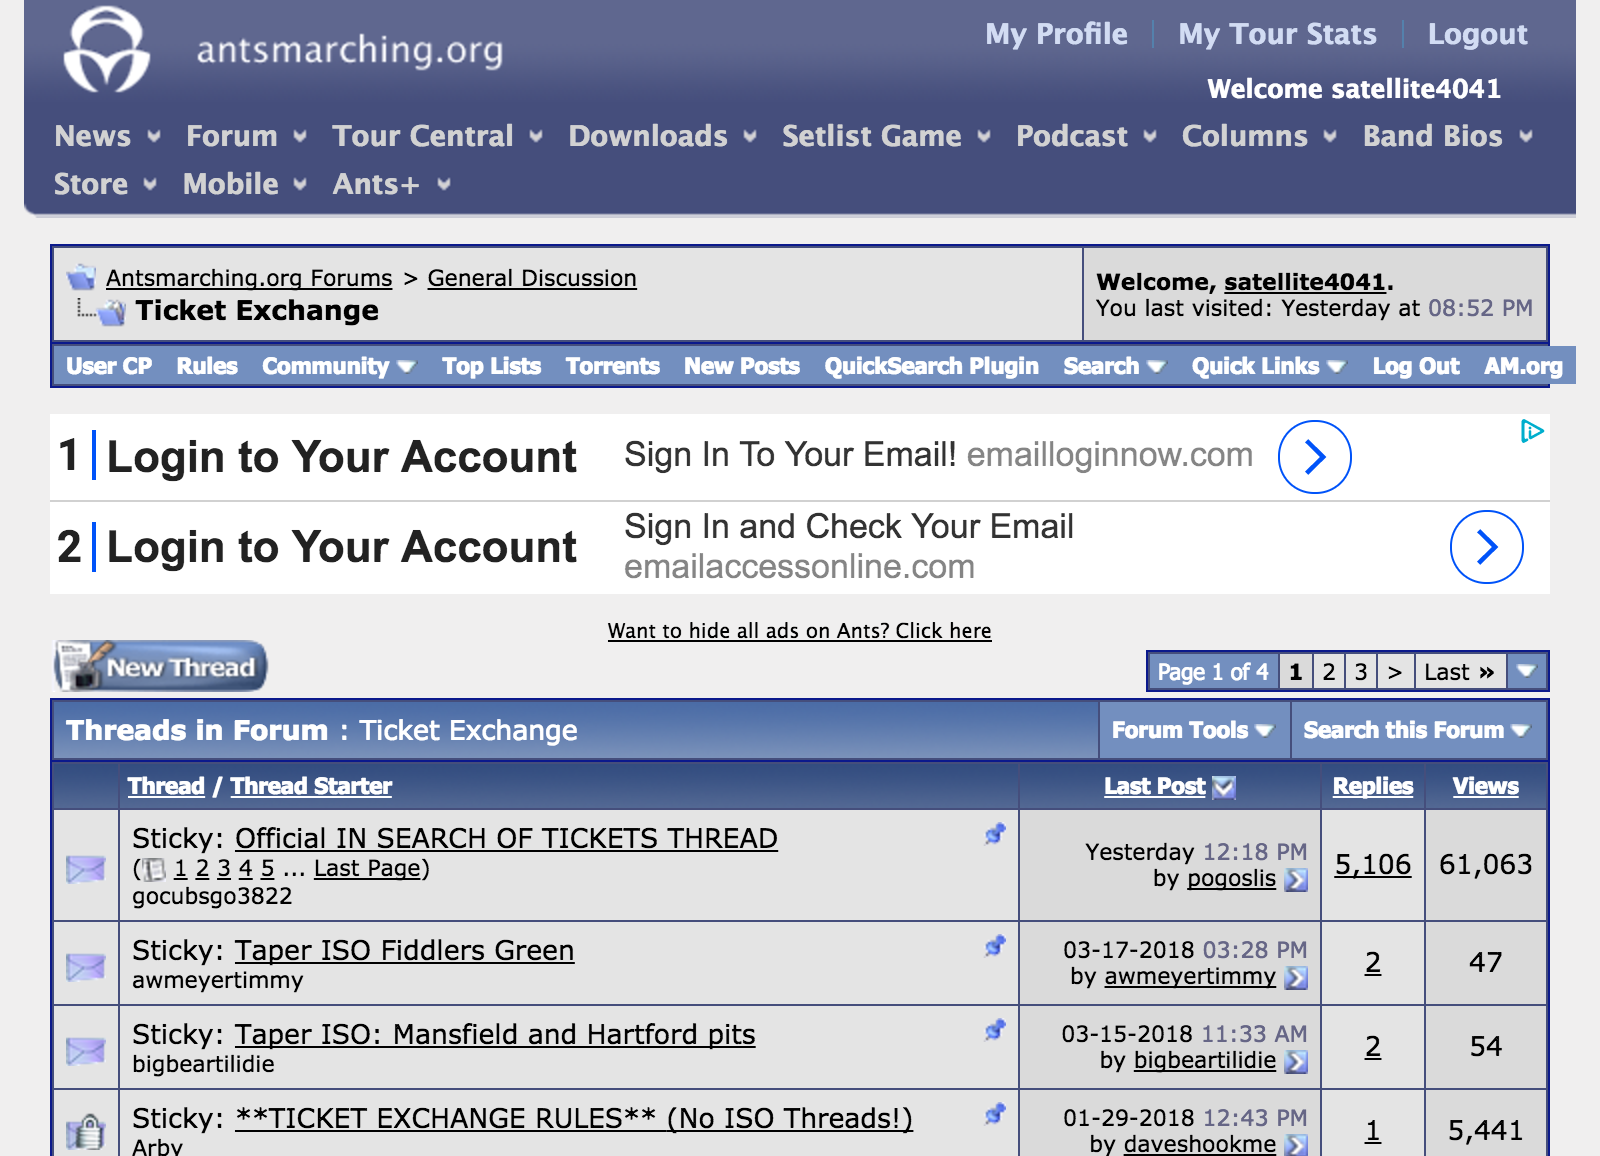 antsmarching.org
My Profile My Tour Stats Logout
Welcome satellite4041
News Forum Tour Central Downloads Setlist Game Podcast Columns Band Bios
Store Mobile Ants+
Antsmarching.org Forums > General Discussion
Ticket Exchange
Welcome, satellite4041.
You last visited: Yesterday at 08:52 PM
User CP Rules Community Top Lists Torrents New Posts QuickSearch Plugin Search Quick Links Log Out AM.org
1 Login to Your Account Sign In To Your Email! emailloginnow.com
2 Login to Your Account Sign In and Check Your Email
emailaccessonline.com
Want to hide all ads on Ants? Click here
New Thread
Page 1 of 4 1 2 3 > Last »
Threads in Forum : Ticket Exchange Forum Tools Search this Forum
Thread / Thread Starter Last Post Replies Views
Sticky: Official IN SEARCH OF TICKETS THREAD
( 1 2 3 4 5 ... Last Page)
gocubsgo3822
Yesterday 12:18 PM
by pogoslis
5,106 61,063
Sticky: Taper ISO Fiddlers Green
awmeyertimmy
03-17-2018 03:28 PM
by awmeyertimmy
2 47
Sticky: Taper ISO: Mansfield and Hartford pits
bigbeartilidie
03-15-2018 11:33 AM
by bigbeartilidie
2 54
Sticky: **TICKET EXCHANGE RULES** (No ISO Threads!)
Arby
01-29-2018 12:43 PM
by daveshookme
1 5,441